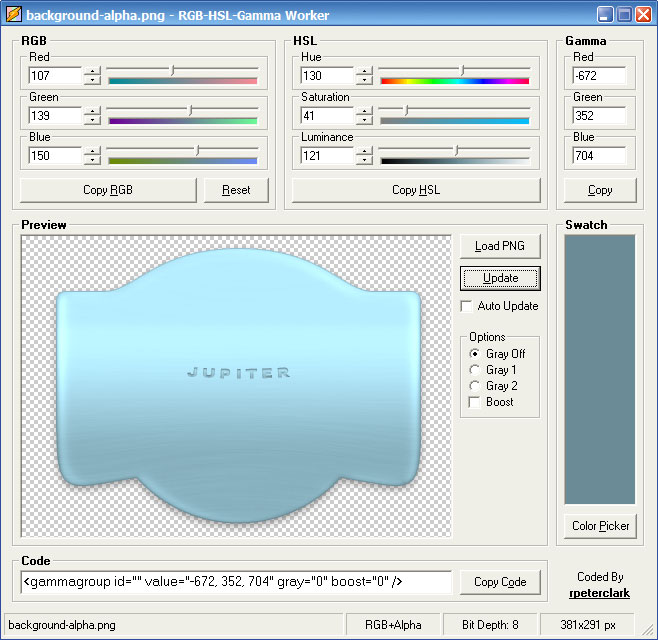 background-alpha.png - RGB-HSL-Gamma Worker
RGB
Red
107
Green
139
Blue
150
Copy RGB
Reset
HSL
Hue
130
Saturation
41
Luminance
121
Copy HSL
Gamma
Red
-672
Green
352
Blue
704
Copy
Preview
JUPITER
Load PNG
Update
Auto Update
Options
Gray Off
Gray 1
Gray 2
Boost
Swatch
Color Picker
Code
<gammagroup id="" value="-672, 352, 704" gray="0" boost="0" />
Copy Code
Coded By
rpeterclark
background-alpha.png
RGB+Alpha
Bit Depth: 8
381x291 px